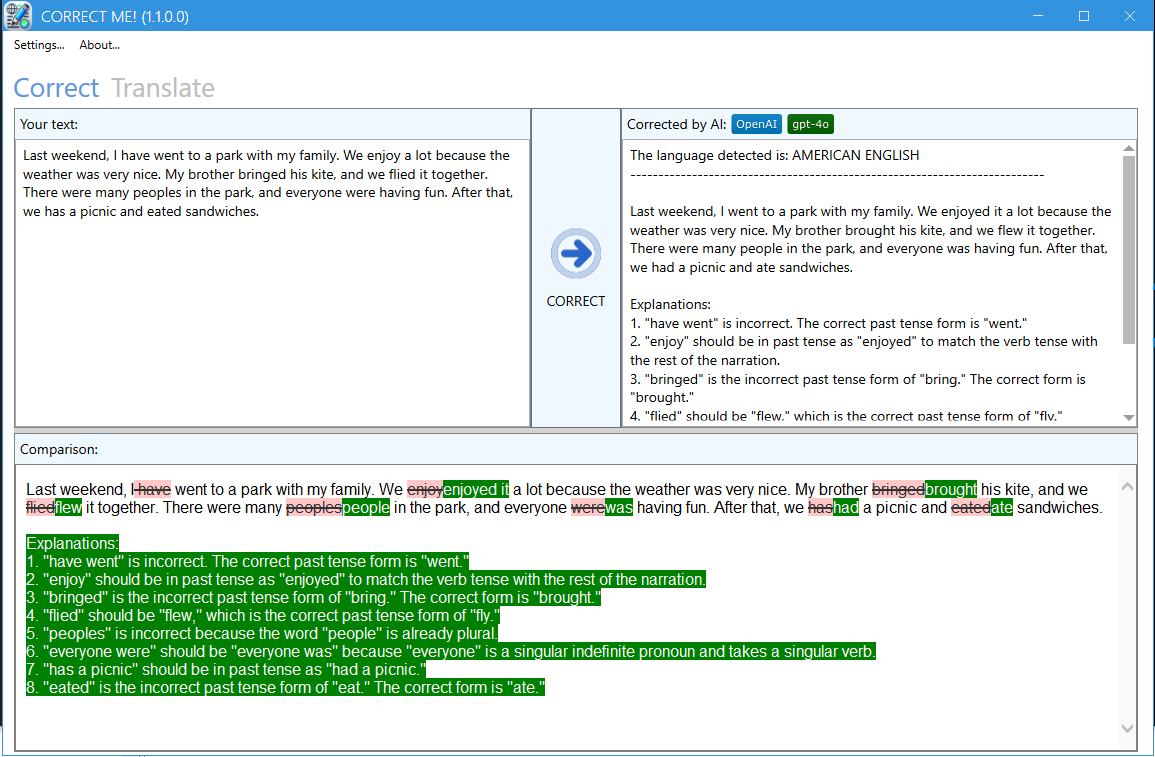 CORRECT ME! (1.1.0.0)
Settings... About...
Correct Translate
Your text:
Last weekend, I have went to a park with my family. We enjoy a lot because the
weather was very nice. My brother bringed his kite, and we flied it together.
There were many peoples in the park, and everyone were having fun. After that,
we has a picnic and eated sandwiches.
CORRECT
Corrected by AI: OpenAI gpt-4o
The language detected is: AMERICAN ENGLISH
--------------------------------------------------------------------------
Last weekend, I went to a park with my family. We enjoyed it a lot because the
weather was very nice. My brother brought his kite, and we flew it together.
There were many people in the park, and everyone was having fun. After that,
we had a picnic and ate sandwiches.
Explanations:
1. "have went" is incorrect. The correct past tense form is "went."
2. "enjoy" should be in past tense as "enjoyed" to match the verb tense with
the rest of the narration.
3. "bringed" is the incorrect past tense form of "bring." The correct form is
"brought."
4. "flied" should be "flew," which is the correct past tense form of "fly."
Comparison:
Last weekend, I have went to a park with my family. We enjoyenjoyed it a lot because the weather was very nice. My brother bringedbrought his kite, and we
fliedflew it together. There were many peoplespeople in the park, and everyone werewas having fun. After that, we hashad a picnic and eatedate sandwiches.
Explanations:
1. "have went" is incorrect. The correct past tense form is "went."
2. "enjoy" should be in past tense as "enjoyed" to match the verb tense with the rest of the narration.
3. "bringed" is the incorrect past tense form of "bring." The correct form is "brought."
4. "flied" should be "flew," which is the correct past tense form of "fly."
5. "peoples" is incorrect because the word "people" is already plural.
6. "everyone were" should be "everyone was" because "everyone" is a singular indefinite pronoun and takes a singular verb.
7. "has a picnic" should be in past tense as "had a picnic."
8. "eated" is the incorrect past tense form of "eat." The correct form is "ate."